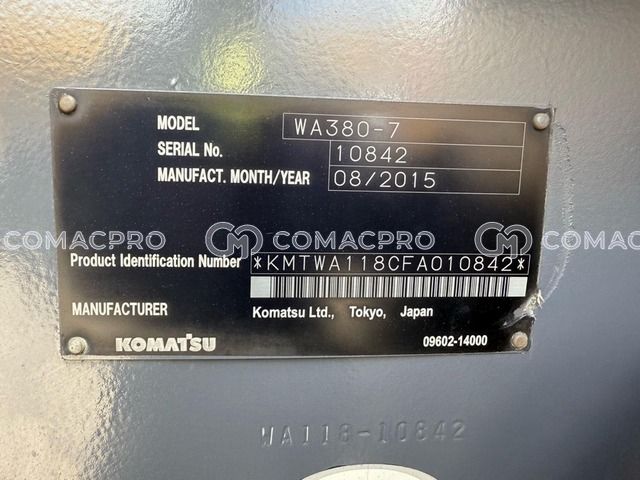 MODEL WA380-7
SERIAL No. 10842
MANUFACT. MONTH/YEAR 08/2015
COMACPRO COMACPRO COMACPRO
Product Identification Number *KMTWA118CFA010842*
MANUFACTURER Komatsu Ltd., Tokyo, Japan
KOMATSU 09602-14000
WA118-10842